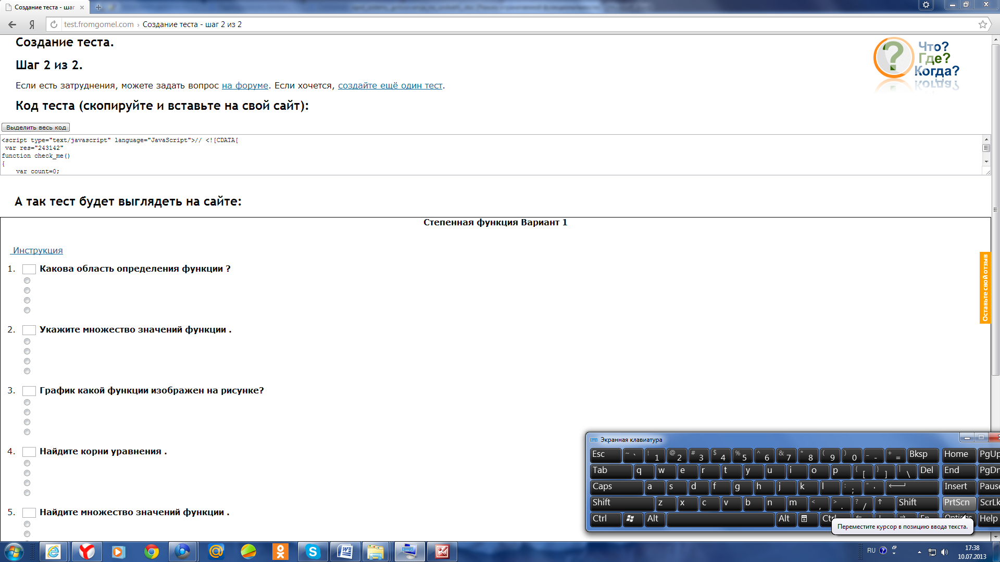 Создание теста - шаг
test.fromgomel.com › Создание теста - шаг 2 из 2
Создание теста.
Что?
Где?
Когда?
Шаг 2 из 2.
Если есть затруднения, можете задать вопрос на форуме. Если хочется, создайте ещё один тест.
Код теста (скопируйте и вставьте на свой сайт):
Выделить весь код
<script type="text/javascript" language="JavaScript">// <![CDATA[
var res="243142"
function check_me()
{
var count=0;
А так тест будет выглядеть на сайте:
Степенная функция Вариант 1
Инструкция
Оставьте свой отзыв
1. Какова область определения функции ?
2. Укажите множество значений функции .
3. График какой функции изображен на рисунке?
4. Найдите корни уравнения .
5. Найдите множество значений функции .
Экранная клавиатура
Esc ~ ` ! 1 @ 2 # 3 $ 4 % 5 ^ 6 & 7 * 8 ( 9 ) 0 _ - + = Bksp Home PgUp
Tab q w e r t y u i o p { [ } ] | \ Del End PgDn
Caps a s d f g h j k l : ; " ' Insert Pause
Shift z x c v b n m < , > . ? / ↑ Shift PrtScn ScrLk
Ctrl Alt Alt Ctrl Fn Options Help
Переместите курсор в позицию ввода текста.
RU
17:38
10.07.2013